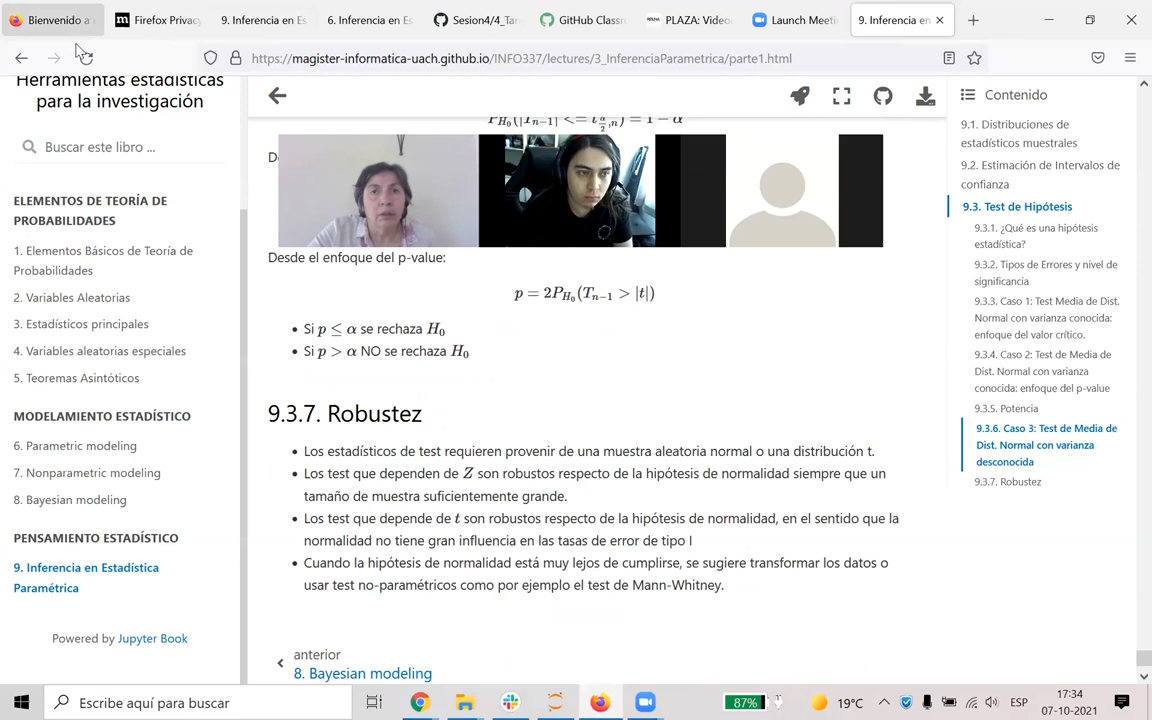 Bienvenido a
Firefox Privac
9. Inferencia en Es
6. Inferencia en Es
Sesion4/4_Tar
GitHub Classr
PLAZA: Video
Launch Meeti
9. Inferencia en
https://magister-informatica-uach.github.io/INFO337/lectures/3_InferenciaParametrica/parte1.html
Herramientas estadísticas
para la investigación
Buscar este libro ...
ELEMENTOS DE TEORÍA DE
PROBABILIDADES
1. Elementos Básicos de Teoría de
Probabilidades
2. Variables Aleatorias
3. Estadísticos principales
4. Variables aleatorias especiales
5. Teoremas Asintóticos
MODELAMIENTO ESTADÍSTICO
6. Parametric modeling
7. Nonparametric modeling
8. Bayesian modeling
PENSAMIENTO ESTADÍSTICO
9. Inferencia en Estadística
Paramétrica
Powered by Jupyter Book
P_{H_0}(|T_{n-1}| <= t_{\frac{α}{2},n}) = 1 − α
D
Desde el enfoque del p-value:
p = 2P_{H_0}(T_{n−1} > |t|)
• Si p ≤ α se rechaza H_0
• Si p > α NO se rechaza H_0
9.3.7. Robustez
• Los estadísticos de test requieren provenir de una muestra aleatoria normal o una distribución t.
• Los test que dependen de Z son robustos respecto de la hipótesis de normalidad siempre que un
tamaño de muestra suficientemente grande.
• Los test que depende de t son robustos respecto de la hipótesis de normalidad, en el sentido que la
normalidad no tiene gran influencia en las tasas de error de tipo I
• Cuando la hipótesis de normalidad está muy lejos de cumplirse, se sugiere transformar los datos o
usar test no-paramétricos como por ejemplo el test de Mann-Whitney.
anterior
8. Bayesian modeling
Contenido
9.1. Distribuciones de
estadísticos muestrales
9.2. Estimación de Intervalos de
confianza
9.3. Test de Hipótesis
9.3.1. ¿Qué es una hipótesis
estadística?
9.3.2. Tipos de Errores y nivel de
significancia
9.3.3. Caso 1: Test Media de Dist.
Normal con varianza conocida:
enfoque del valor crítico.
9.3.4. Caso 2: Test de Media de
Dist. Normal con varianza
conocida: enfoque del p-value
9.3.5. Potencia
9.3.6. Caso 3: Test de Media de
Dist. Normal con varianza
desconocida
9.3.7. Robustez
Escribe aquí para buscar
87%
19°C
ESP
17:34
07-10-2021